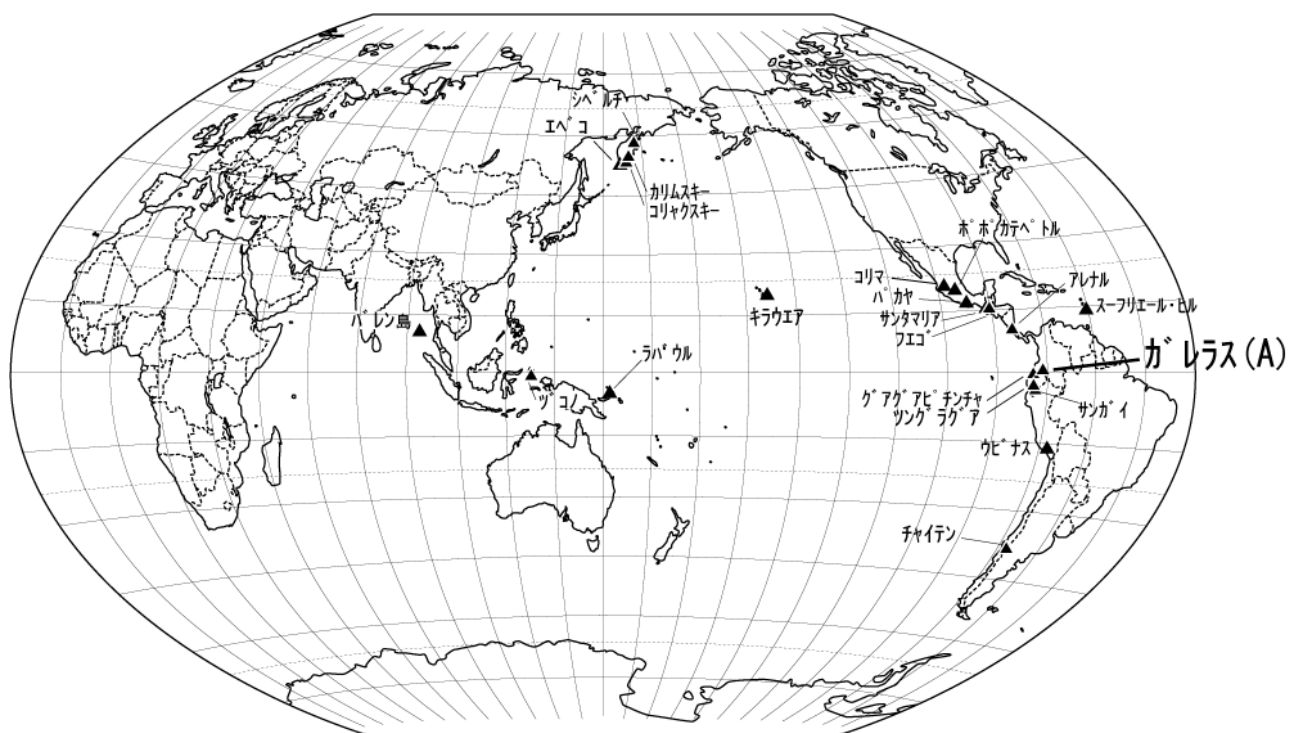 シベルチ
エベコ
カリムスキー
コリャクスキー
ポポカテペトル
コリマ
アレナル
パカヤ
スーフリエール・ヒル
キラウエア
サンタマリア
フエゴ
バレン島
ラバウル
ガレラス(A)
ドゥコノ
グアグアピチンチャ
ツングラグア
サンガイ
ウビナス
チャイテン